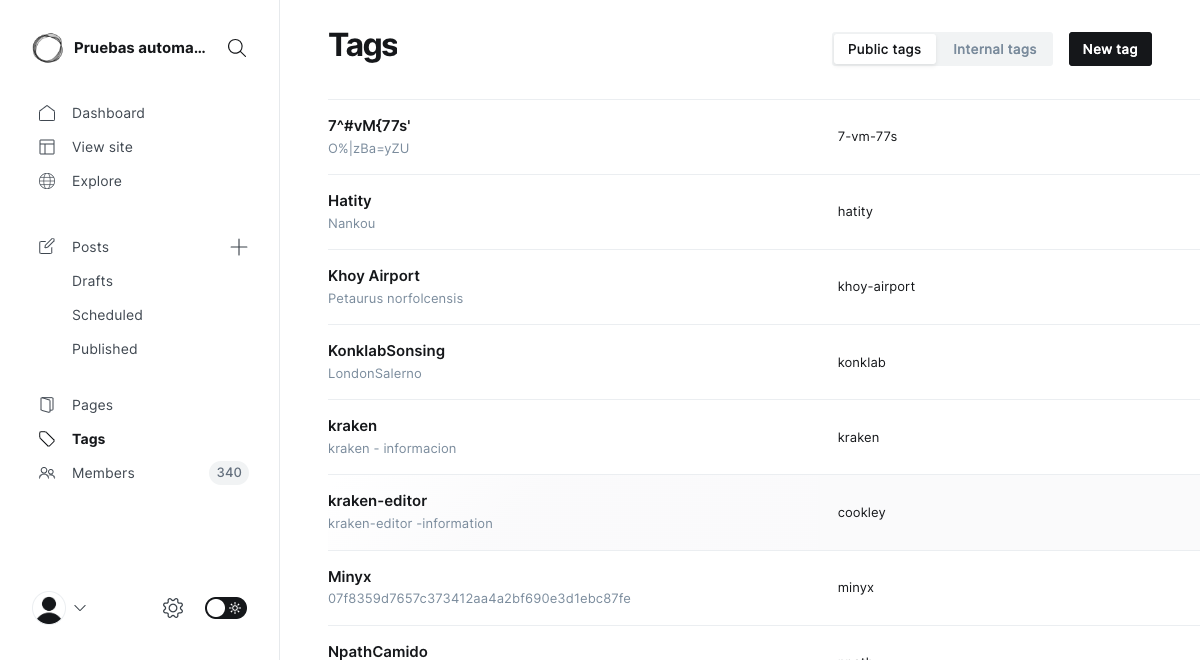 Pruebas automa...
Dashboard
View site
Explore
Posts
Drafts
Scheduled
Published
Pages
Tags
Members
340
Tags
Public tags
Internal tags
New tag
7^#vM{77s'
O%|zBa=yZU
7-vm-77s
Hatity
Nankou
hatity
Khoy Airport
Petaurus norfolcensis
khoy-airport
KonklabSonsing
LondonSalerno
konklab
kraken
kraken - informacion
kraken
kraken-editor
kraken-editor -information
cookley
Minyx
07f8359d7657c373412aa4a2bf690e3d1ebc87fe
minyx
NpathCamido